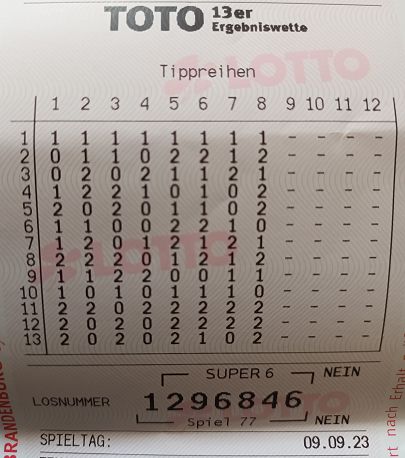 TOTO 13er
Ergebniswette
LOTTO
Tippreihen
1 2 3 4 5 6 7 8 9 10 11 12
1 1 1 1 1 1 1 1 1 - - - -
2 0 1 1 0 2 2 1 2 - - - -
3 0 2 0 2 1 1 2 1 - - - -
4 1 2 2 1 0 1 0 2 - - - -
5 2 0 2 0 1 1 0 2 - - - -
6 1 1 0 0 2 2 1 0 - - - -
7 1 2 0 1 2 1 2 1 - - - -
8 2 2 2 0 1 2 1 2 - - - -
9 1 1 2 2 0 0 1 1 - - - -
10 1 0 1 0 1 1 1 0 - - - -
11 2 2 0 2 2 2 2 2 - - - -
12 2 0 2 0 2 2 2 2 - - - -
13 2 0 2 0 2 1 0 2 - - - -
SUPER 6 NEIN
LOSNUMMER 1296846
Spiel 77 NEIN
SPIELTAG: 09.09.23
BRANDENBURG
rt nach Erhalt